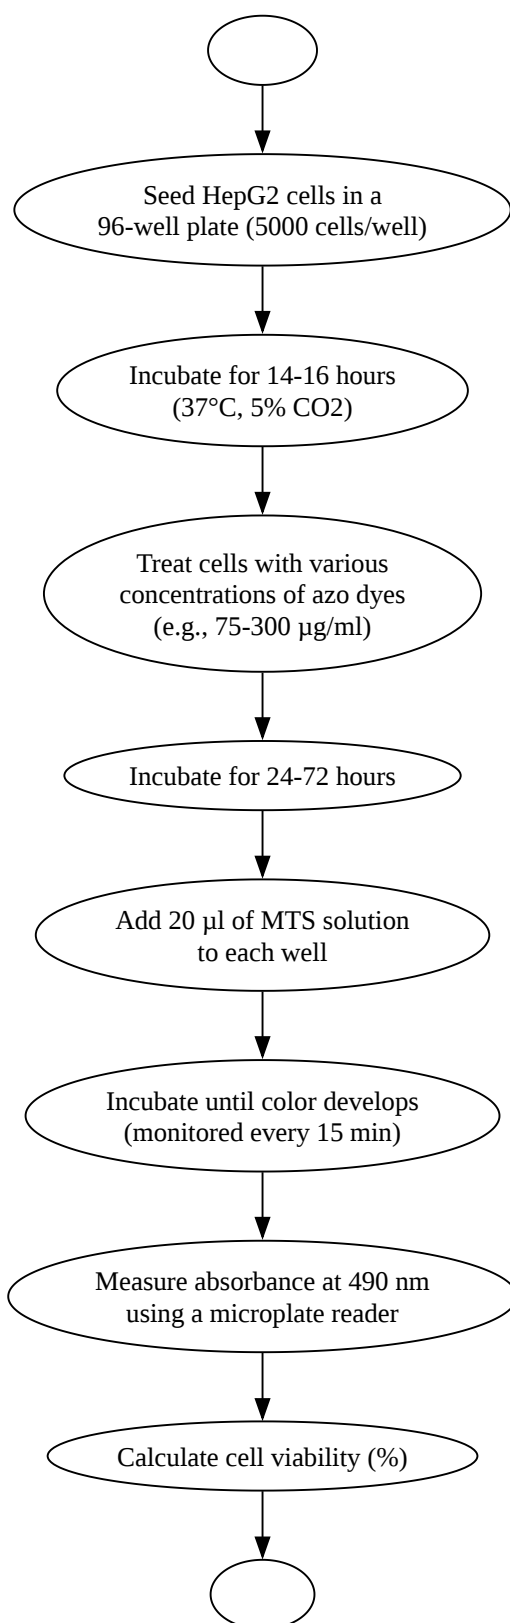 Seed HepG2 cells in a
96-well plate (5000 cells/well)
Incubate for 14-16 hours
(37°C, 5% CO2)
Treat cells with various
concentrations of azo dyes
(e.g., 75-300 µg/ml)
Incubate for 24-72 hours
Add 20 µl of MTS solution
to each well
Incubate until color develops
(monitored every 15 min)
Measure absorbance at 490 nm
using a microplate reader
Calculate cell viability (%)